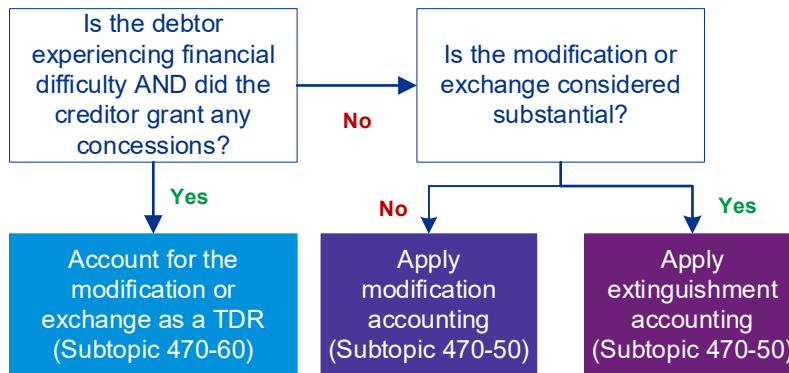 Is the debtor
experiencing financial
difficulty AND did the
creditor grant any
concessions?
No
Is the modification or
exchange considered
substantial?
Yes
No
Yes
Account for the
modification or
exchange as a TDR
(Subtopic 470-60)
Apply
modification
accounting
(Subtopic 470-50)
Apply
extinguishment
accounting
(Subtopic 470-50)